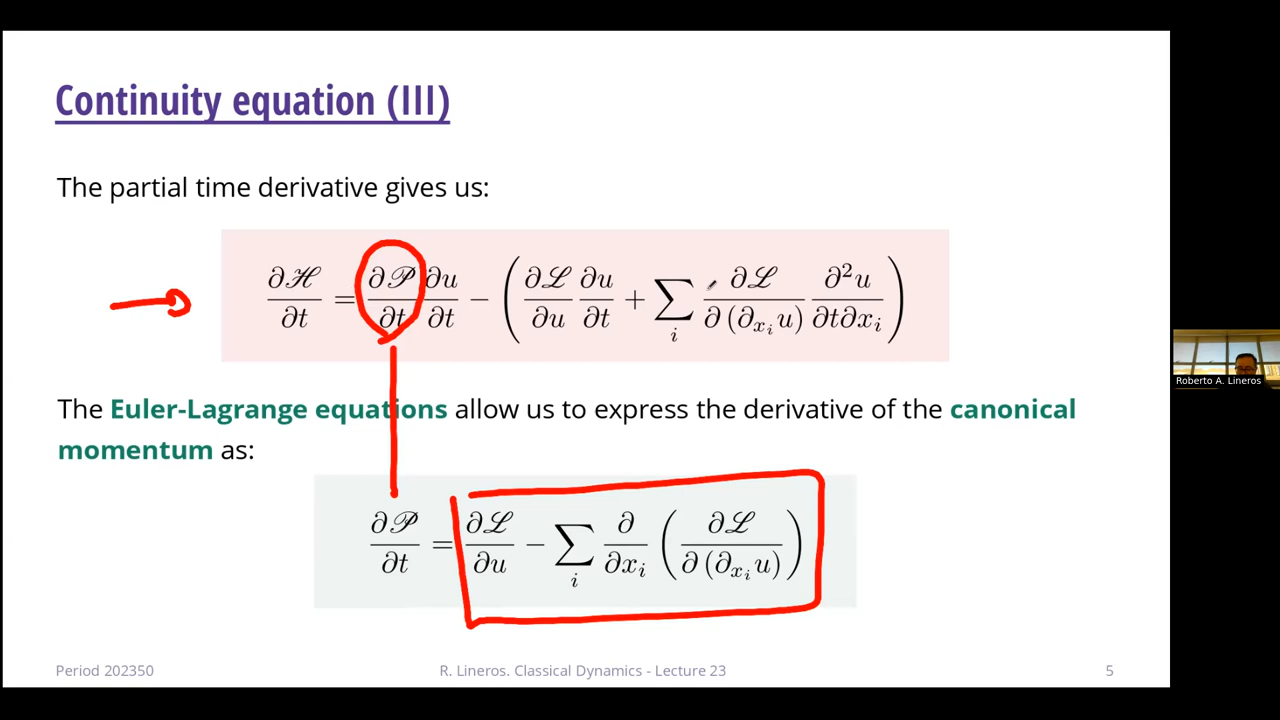 Continuity equation (III)
The partial time derivative gives us:
∂ℋ/∂t = ∂𝒫/∂t ∂u/∂t − ( ∂ℒ/∂u ∂u/∂t + ∑_i ∂ℒ/∂(∂_{x_i}u) ∂²u/∂t∂x_i )
The Euler-Lagrange equations allow us to express the derivative of the canonical
momentum as:
∂𝒫/∂t = ∂ℒ/∂u − ∑_i ∂/∂x_i ( ∂ℒ/∂(∂_{x_i}u) )
Period 202350 R. Lineros. Classical Dynamics - Lecture 23 5
Roberto A. Lineros